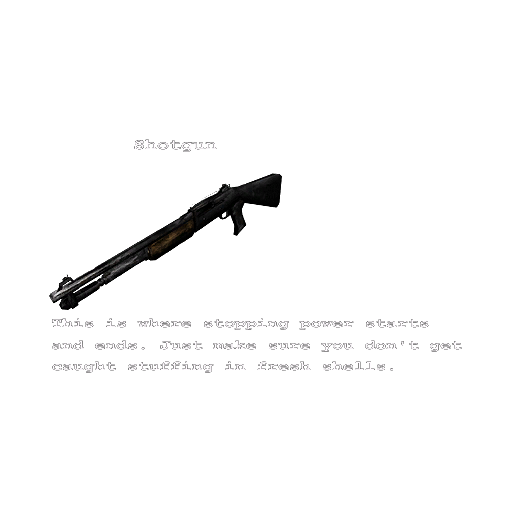 Shotgun
This is where stopping power starts
and ends. Just make sure you don't get
caught stuffing in fresh shells.